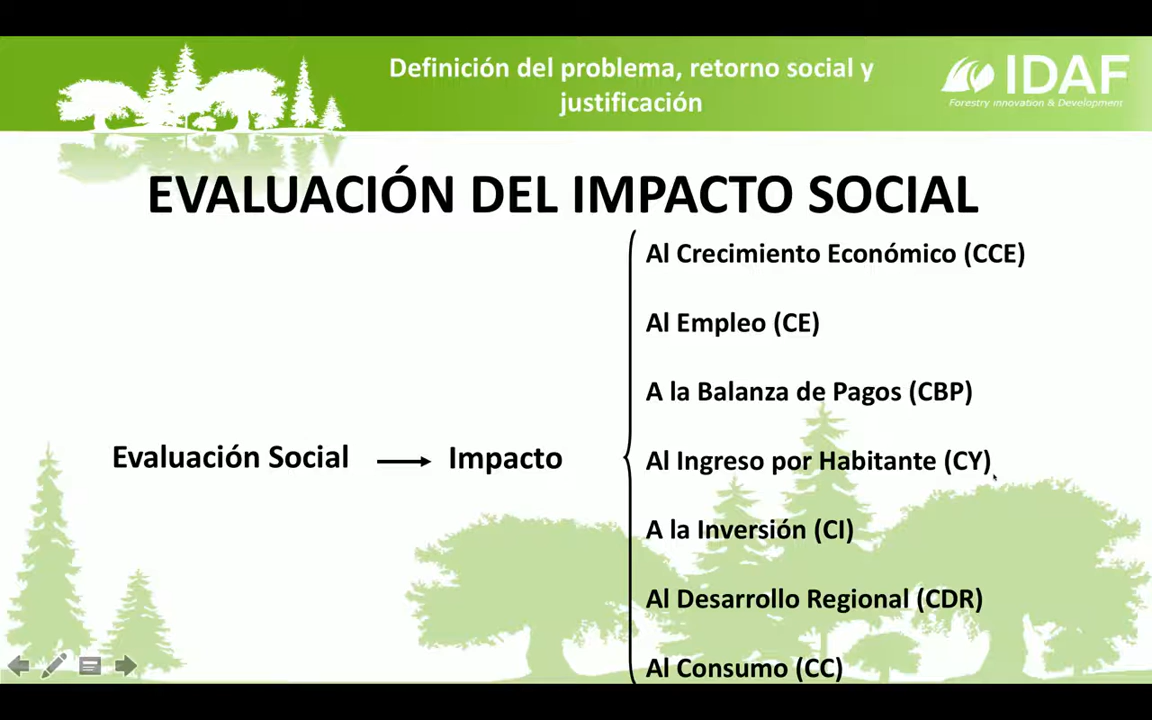 Definición del problema, retorno social y
justificación
IDAF
Forestry innovation & Development
EVALUACIÓN DEL IMPACTO SOCIAL
Evaluación Social
Impacto
Al Crecimiento Económico (CCE)
Al Empleo (CE)
A la Balanza de Pagos (CBP)
Al Ingreso por Habitante (CY)
A la Inversión (CI)
Al Desarrollo Regional (CDR)
Al Consumo (CC)